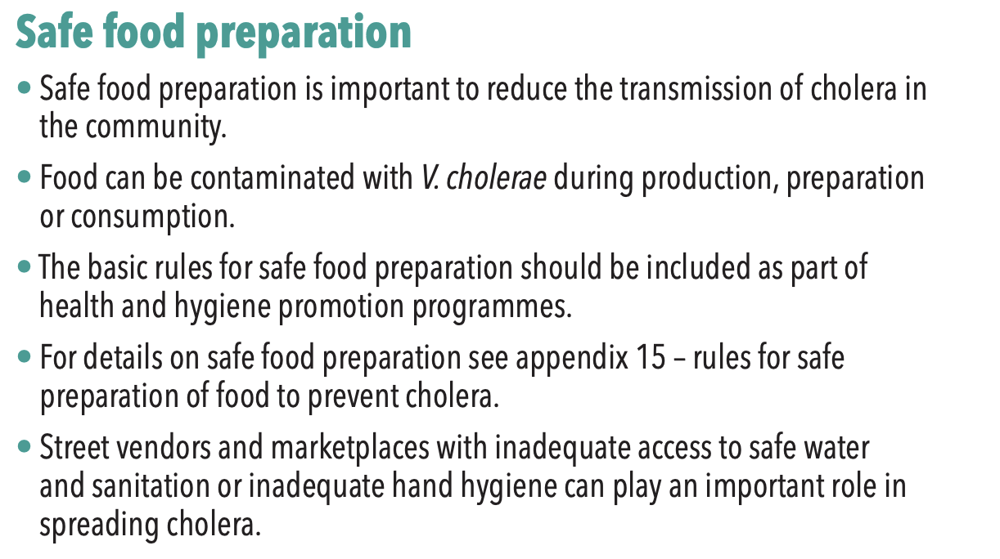 Safe food preparation
• Safe food preparation is important to reduce the transmission of cholera in
the community.
• Food can be contaminated with V. cholerae during production, preparation
or consumption.
• The basic rules for safe food preparation should be included as part of
health and hygiene promotion programmes.
• For details on safe food preparation see appendix 15 – rules for safe
preparation of food to prevent cholera.
• Street vendors and marketplaces with inadequate access to safe water
and sanitation or inadequate hand hygiene can play an important role in
spreading cholera.